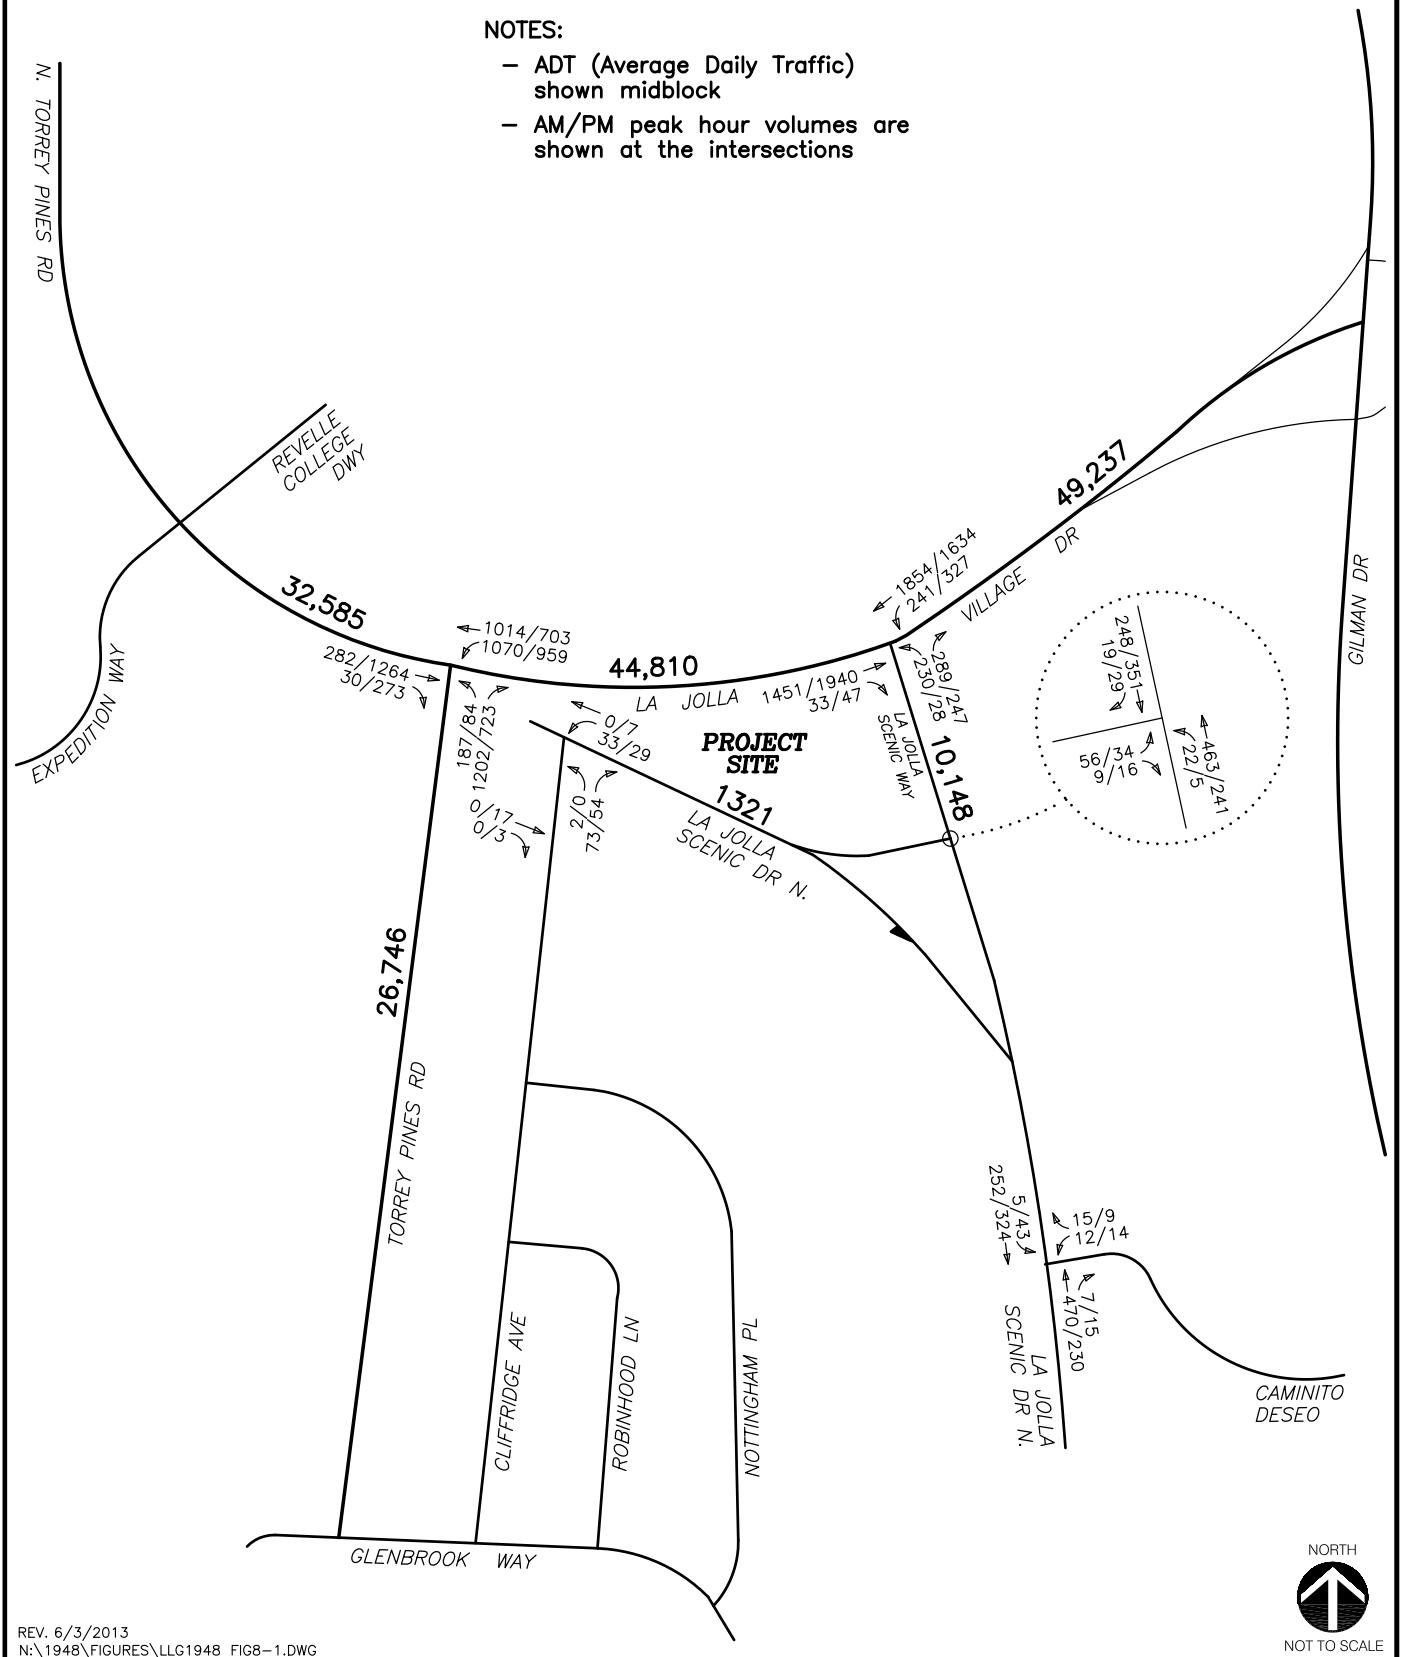 NOTES:
– ADT (Average Daily Traffic)
shown midblock
– AM/PM peak hour volumes are
shown at the intersections
N. TORREY PINES RD
REVELLE
COLLEGE
DWY
EXPEDITION WAY
32,585
282/1264
30/273
1014/703
1070/959
187/84
1202/723
44,810
LA JOLLA
1451/1940
33/47
1854/1634
241/327
VILLAGE
DR
49,237
289/247
230/28
LA JOLLA
SCENIC WAY
10,148
GILMAN DR
248/351
19/29
56/34
9/16
463/241
22/5
0/7
33/29
PROJECT
SITE
0/17
0/3
2/0
73/54
1321
LA JOLLA
SCENIC DR N.
26,746
TORREY PINES RD
CLIFFRIDGE AVE
ROBINHOOD LN
NOTTINGHAM PL
5/43
252/324
15/9
12/14
7/15
470/230
LA JOLLA
SCENIC DR N.
CAMINITO
DESEO
GLENBROOK WAY
NORTH
NOT TO SCALE
REV. 6/3/2013
N:\1948\FIGURES\LLG1948 FIG8-1.DWG